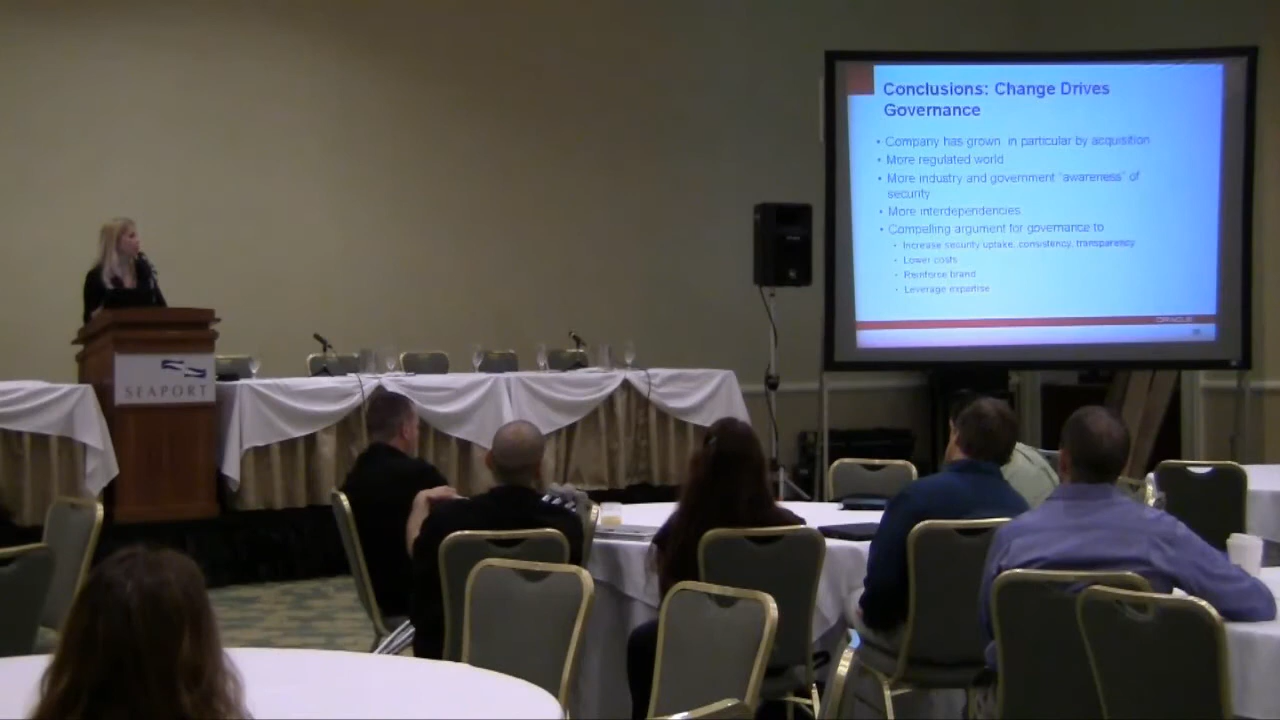 Conclusions: Change Drives
Governance
• Company has grown in particular by acquisition
• More regulated world
• More industry and government "awareness" of
security
• More interdependencies
• Compelling argument for governance to
• Increase security uptake, consistency, transparency
• Lower costs
• Reinforce brand
• Leverage expertise
ORACLE
SEAPORT